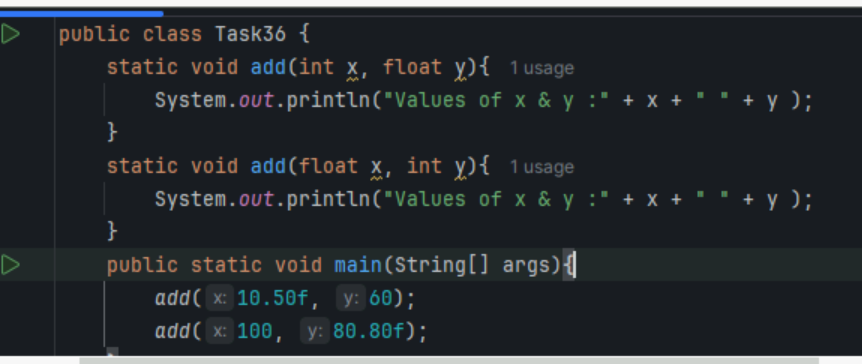 public class Task36 {
static void add(int x, float y){ 1 usage
System.out.println("Values of x & y :" + x + " " + y );
}
static void add(float x, int y){ 1 usage
System.out.println("Values of x & y :" + x + " " + y );
}
public static void main(String[] args){
add( x: 10.50f, y: 60);
add( x: 100, y: 80.80f);